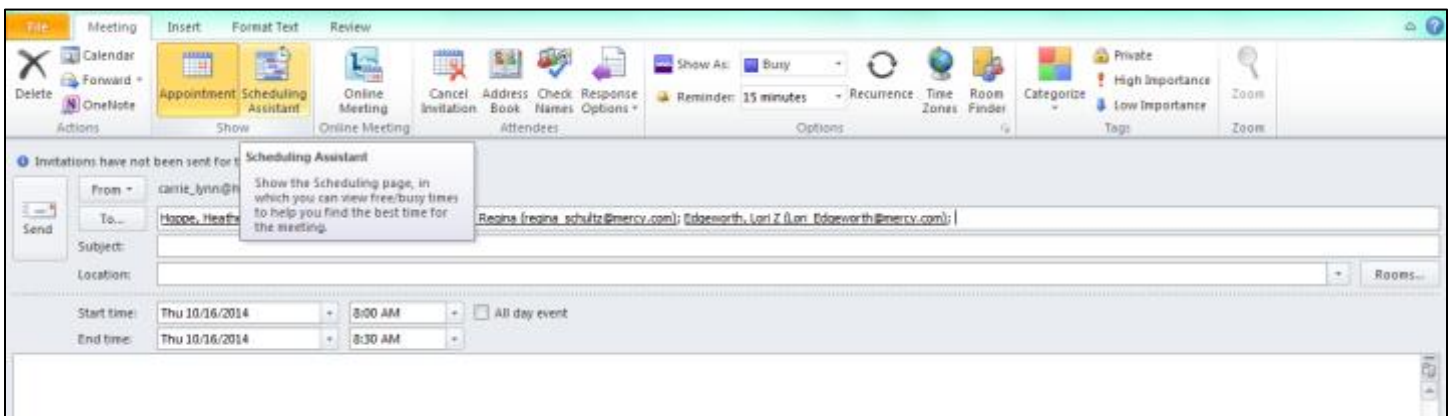 File Meeting Insert Format Text Review
Delete
Calendar
Forward
OneNote
Actions
Appointment
Scheduling
Assistant
Show
Online
Meeting
Online Meeting
Cancel
Invitation
Address
Book
Check
Names
Response
Options
Attendees
Show As: Busy
Reminder: 15 minutes
Recurrence
Time
Zones
Room
Finder
Options
Categorize
Private
High Importance
Low Importance
Tags
Zoom
Zoom
Invitations have not been sent for t
Scheduling Assistant
Show the Scheduling page, in
which you can view free/busy times
to help you find the best time for
the meeting.
Send
From carrie_lynn@h
To... Hoppe, Heathe Regina (regina_schultz@mercy.com); Edgeworth, Lori Z (Lori_Edgeworth@mercy.com);
Subject:
Location: Rooms...
Start time: Thu 10/16/2014 8:00 AM All day event
End time: Thu 10/16/2014 8:30 AM